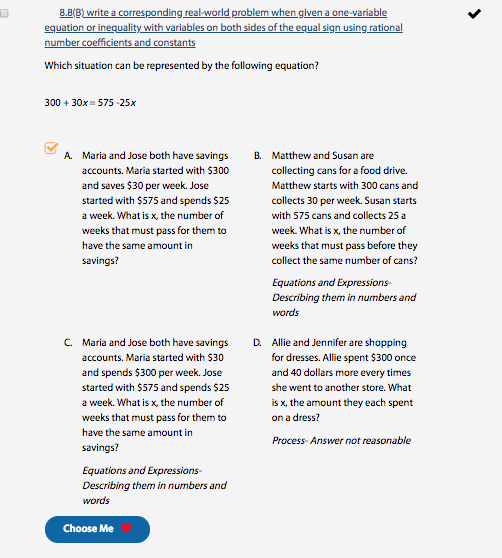 8.8(B) write a corresponding real-world problem when given a one-variable
equation or inequality with variables on both sides of the equal sign using rational
number coefficients and constants
Which situation can be represented by the following equation?
300 + 30x = 575 -25x
A. Maria and Jose both have savings
accounts. Maria started with $300
and saves $30 per week. Jose
started with $575 and spends $25
a week. What is x, the number of
weeks that must pass for them to
have the same amount in
savings?
B. Matthew and Susan are
collecting cans for a food drive.
Matthew starts with 300 cans and
collects 30 per week. Susan starts
with 575 cans and collects 25 a
week. What is x, the number of
weeks that must pass before they
collect the same number of cans?
Equations and Expressions-
Describing them in numbers and
words
C. Maria and Jose both have savings
accounts. Maria started with $30
and spends $300 per week. Jose
started with $575 and spends $25
a week. What is x, the number of
weeks that must pass for them to
have the same amount in
savings?
Equations and Expressions-
Describing them in numbers and
words
D. Allie and Jennifer are shopping
for dresses. Allie spent $300 once
and 40 dollars more every times
she went to another store. What
is x, the amount they each spent
on a dress?
Process- Answer not reasonable
Choose Me